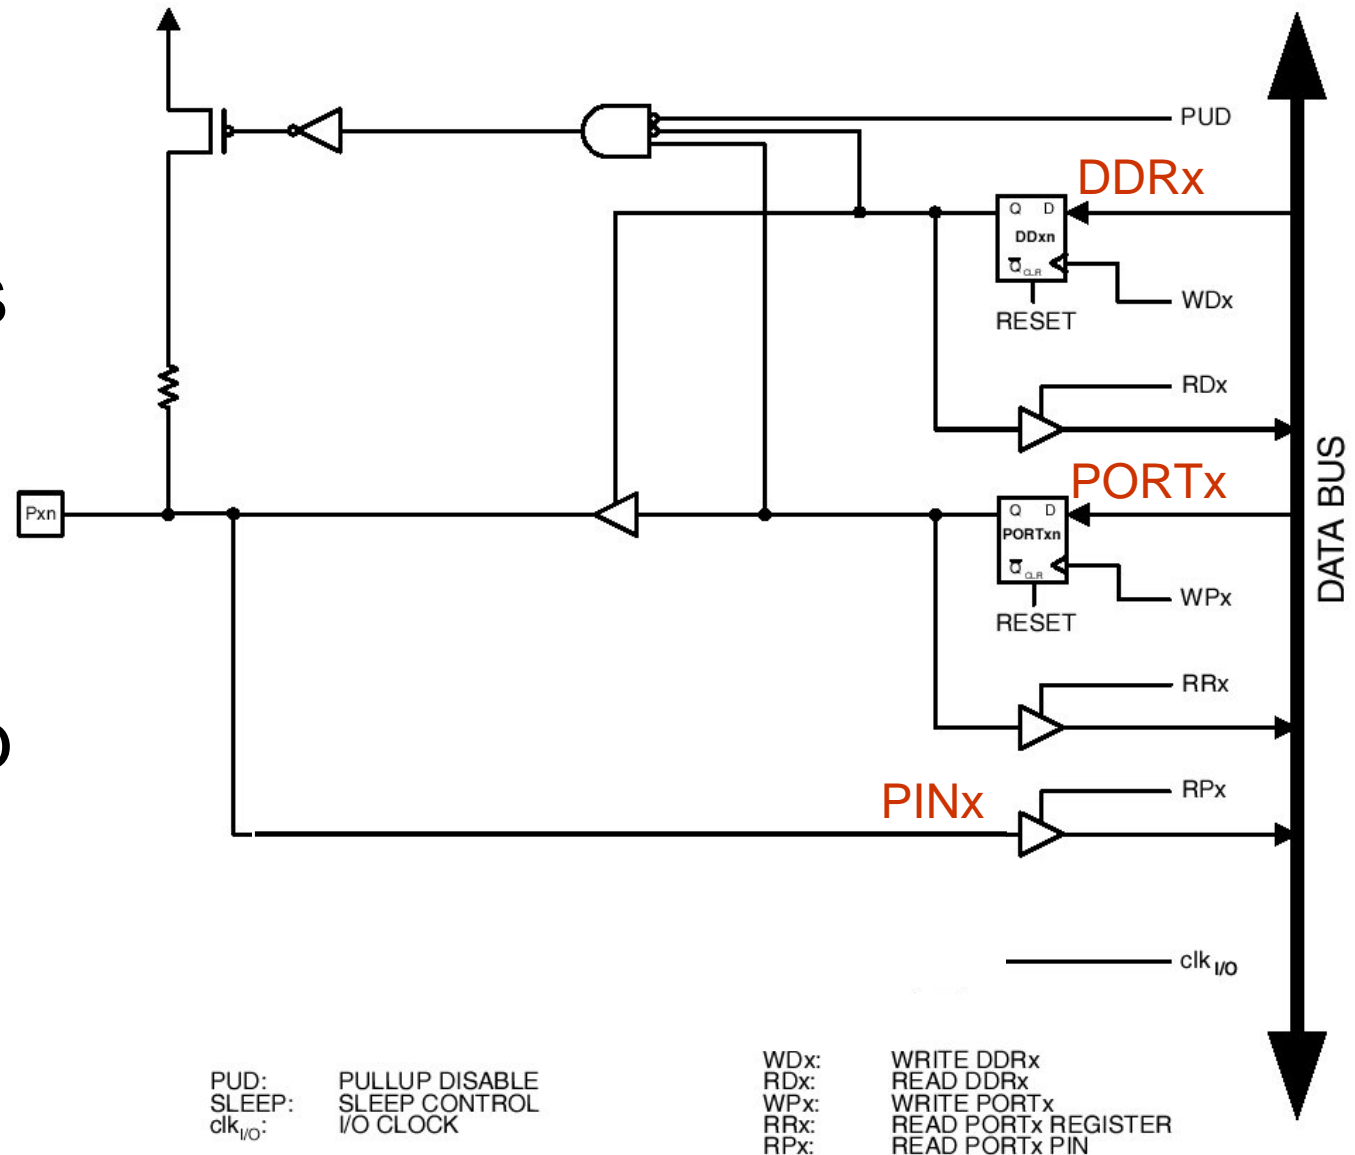 PUD
DDRx
Q D
DDxn
Q CLR
WDx
RESET
RDx
PORTx
Pxn
Q D
PORTxn
Q CLR
WPx
RESET
DATA BUS
RRx
PINx
RPx
clk I/O
PUD: PULLUP DISABLE
SLEEP: SLEEP CONTROL
clkI/O: I/O CLOCK
WDx: WRITE DDRx
RDx: READ DDRx
WPx: WRITE PORTx
RRx: READ PORTx REGISTER
RPx: READ PORTx PIN